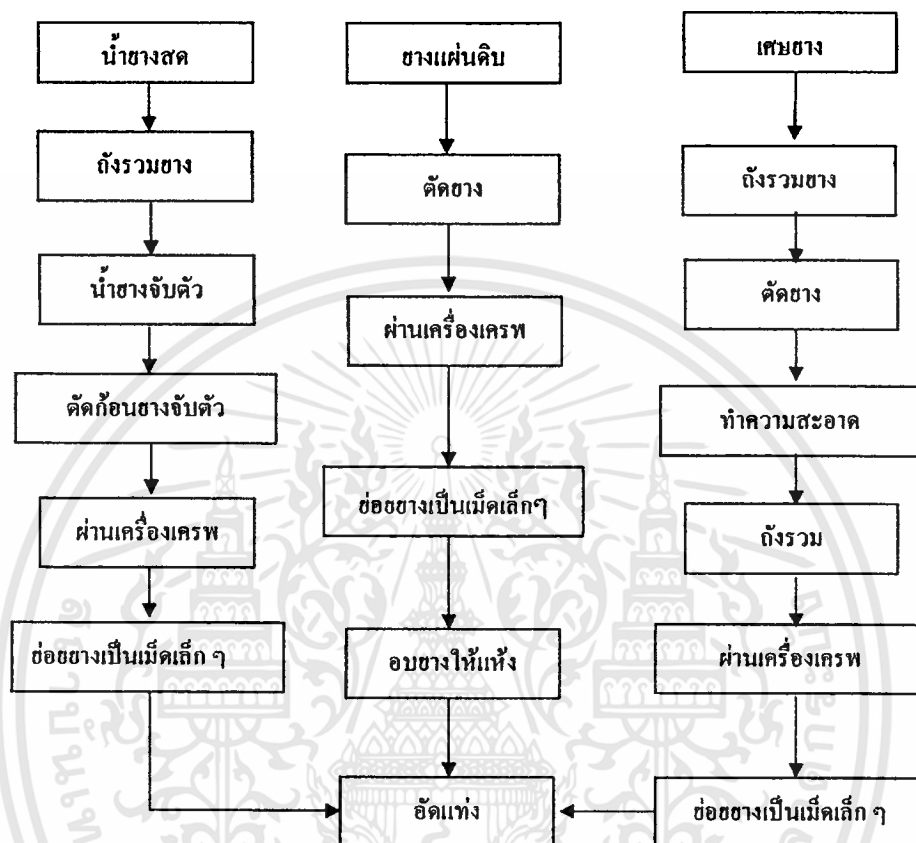 น้ำยางสด
ถังรวมยาง
น้ำยางจับตัว
ตัดก้อนยางจับตัว
ผ่านเครื่องเครพ
ย่อยยางเป็นเม็ดเล็ก ๆ
ยางแผ่นดิบ
ตัดยาง
ผ่านเครื่องเครพ
ย่อยยางเป็นเม็ดเล็กๆ
อบยางให้แห้ง
อัดแท่ง
เศษยาง
ถังรวมยาง
ตัดยาง
ทำความสะอาด
ถังรวม
ผ่านเครื่องเครพ
ย่อยยางเป็นเม็ดเล็ก ๆ